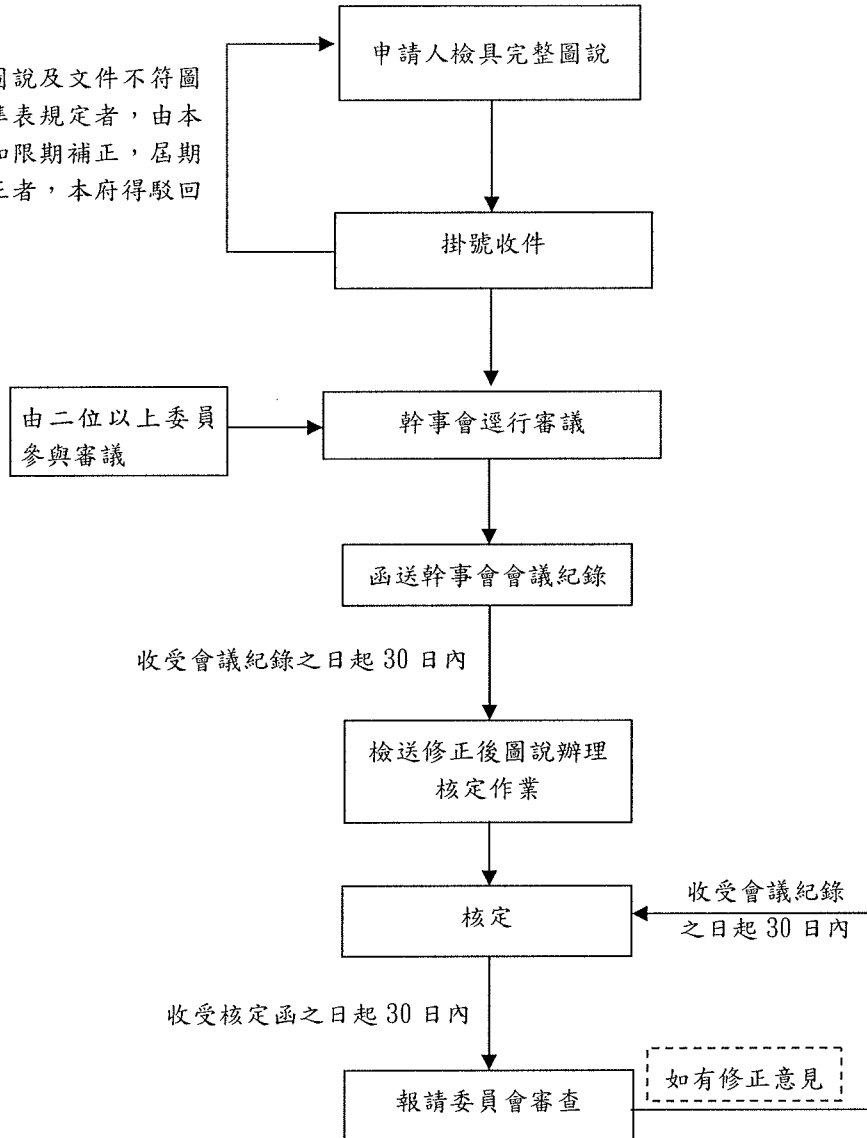 申請人檢具完整圖說
圖說及文件不符圖
準表規定者，由本
知限期補正，屆期
正者，本府得駁回
掛號收件
由二位以上委員
參與審議
幹事會逕行審議
函送幹事會會議紀錄
收受會議紀錄之日起 30 日內
檢送修正後圖說辦理
核定作業
核定
收受會議紀錄
之日起 30 日內
收受核定函之日起 30 日內
如有修正意見
報請委員會審查